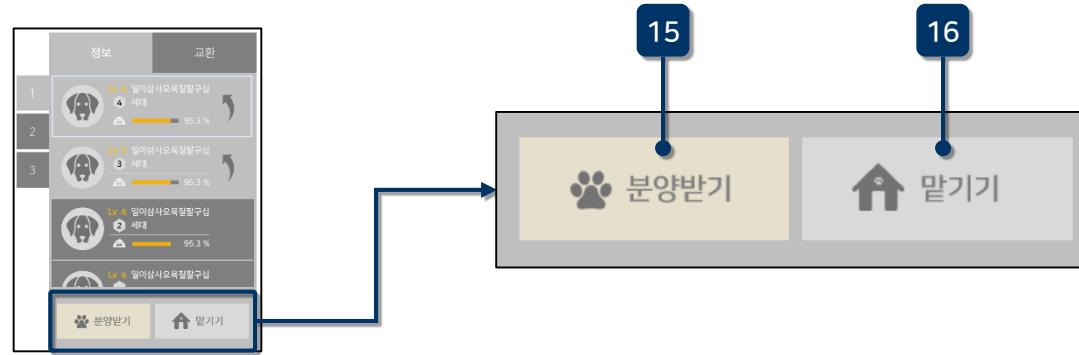 15
16
정보
교환
1
2
3
Lv 6 일이삼사오육칠팔구십
4 세대
95.3 %
Lv 6 일이삼사오육칠팔구십
3 세대
95.3 %
Lv 6 일이삼사오육칠팔구십
2 세대
95.3 %
Lv 6 일이삼사오육칠팔구십
분양받기
맡기기
분양받기
맡기기